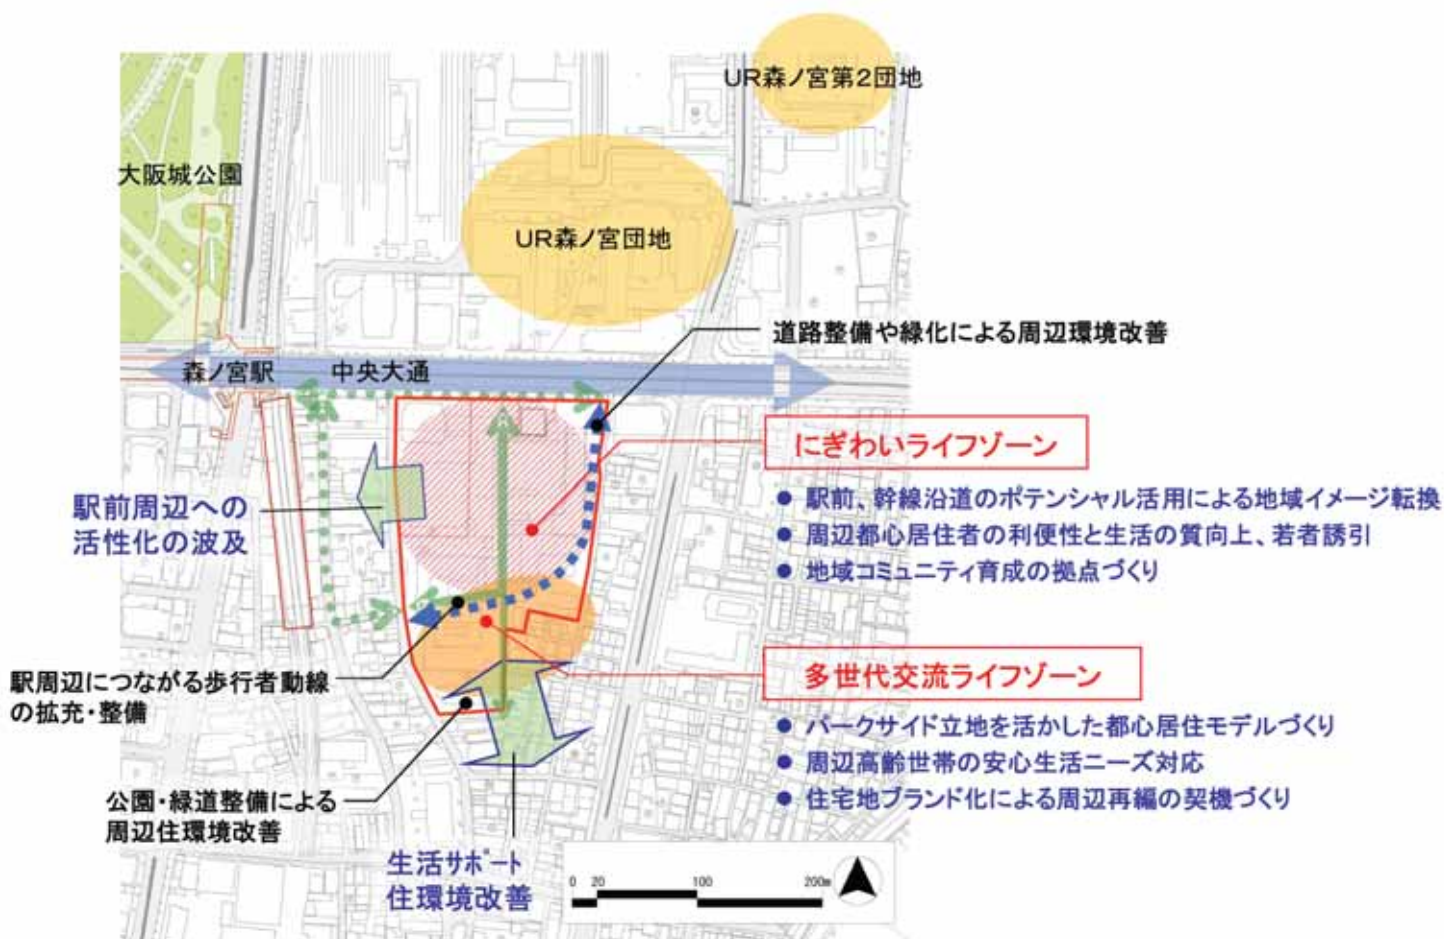 UR森ノ宮第2団地
大阪城公園
UR森ノ宮団地
道路整備や緑化による周辺環境改善
森ノ宮駅
中央大通
にぎわいライフゾーン
● 駅前、幹線沿道のポテンシャル活用による地域イメージ転換
● 周辺都心居住者の利便性と生活の質向上、若者誘引
● 地域コミュニティ育成の拠点づくり
駅前周辺への
活性化の波及
多世代交流ライフゾーン
● パークサイド立地を活かした都心居住モデルづくり
● 周辺高齢世帯の安心生活ニーズ対応
● 住宅地ブランド化による周辺再編の契機づくり
駅周辺につながる歩行者動線
の拡充・整備
公園・緑道整備による
周辺住環境改善
生活サポート
住環境改善
0 20 100 200m